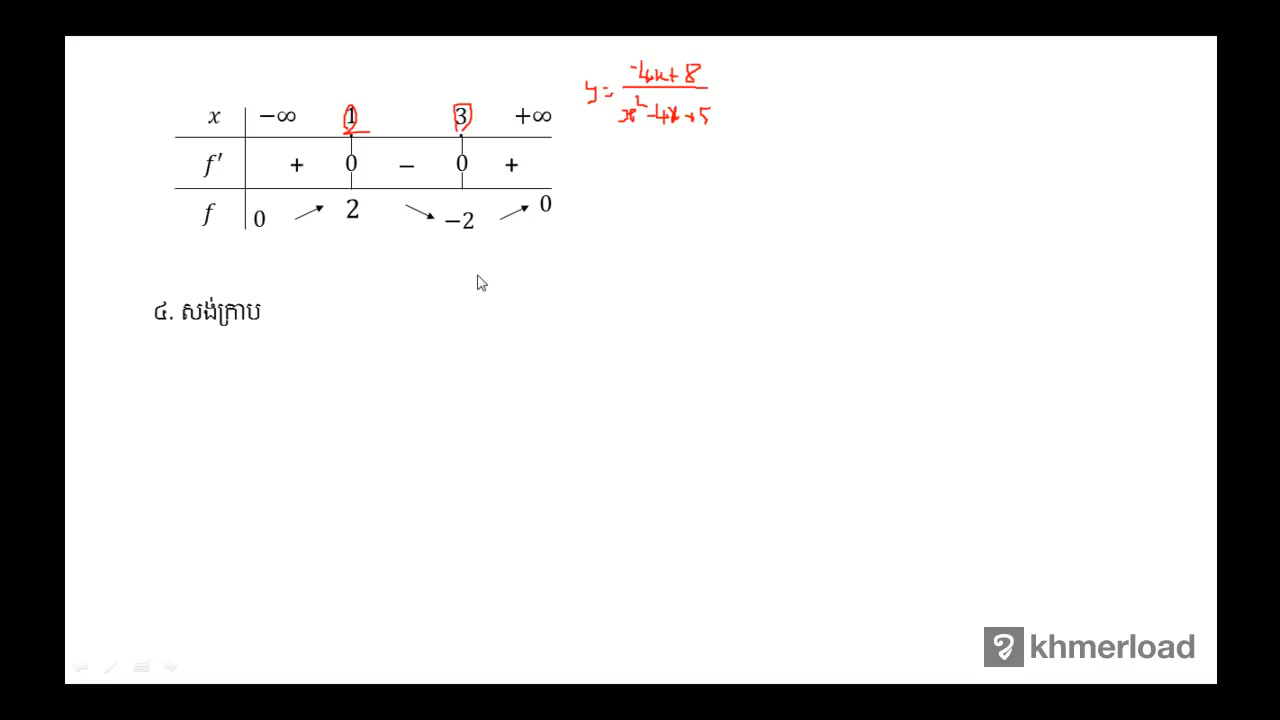 y = (-4x+8)/(x²-4x+5)
x −∞ 1 3 +∞
f′ + 0 − 0 +
f 0 ↗ 2 ↘ −2 ↗ 0
៤. សង់ក្រាប
khmerload